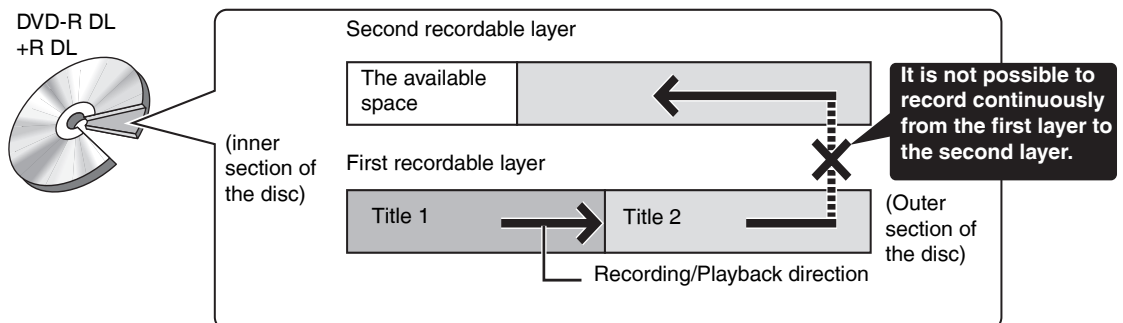 DVD-R DL
+R DL
Second recordable layer
The available
space
It is not possible to
record continuously
from the first layer to
the second layer.
(inner
section of
the disc)
First recordable layer
Title 1
Title 2
(Outer
section of
the disc)
Recording/Playback direction